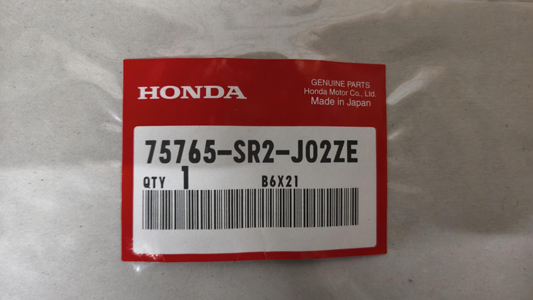 HONDA
GENUINE PARTS
Honda Motor Co., Ltd.
Made in Japan
75765-SR2-J02ZE
QTY 1 B6X21